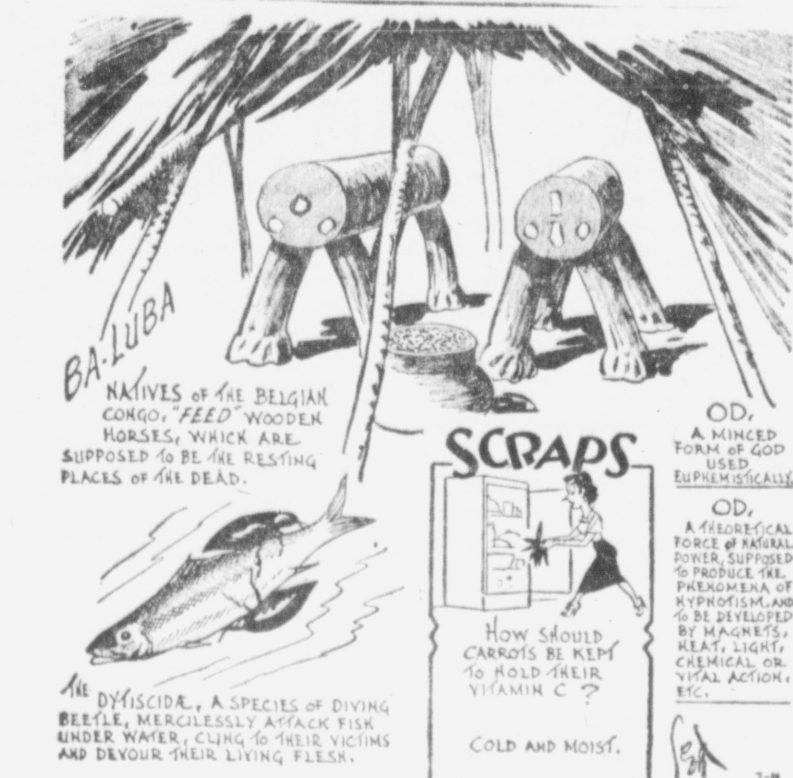 BA-LUBA
NATIVES OF THE BELGIAN
CONGO, "FEED" WOODEN
HORSES, WHICH ARE
SUPPOSED TO BE THE RESTING
PLACES OF THE DEAD.
THE DYTISCIDÆ, A SPECIES OF DIVING
BEETLE, MERCILESSLY ATTACK FISH
UNDER WATER, CLING TO THEIR VICTIMS
AND DEVOUR THEIR LIVING FLESH.
SCRAPS
HOW SHOULD
CARROTS BE KEPT
TO HOLD THEIR
VITAMIN C ?
COLD AND MOIST.
OD,
A MINCED
FORM OF GOD
USED
EUPHEMISTICALLY,
OD,
A THEORETICAL
FORCE OF NATURAL
POWER, SUPPOSED
TO PRODUCE THE
PHENOMENA OF
HYPNOTISM, AND
TO BE DEVELOPED
BY MAGNETS,
HEAT, LIGHT,
CHEMICAL OR
VITAL ACTION,
ETC.